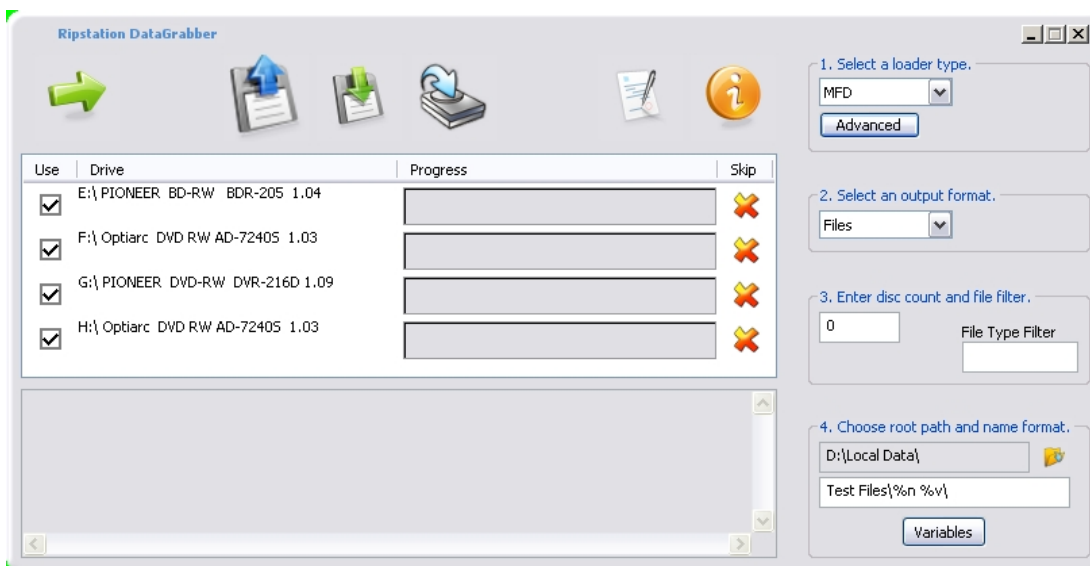 Ripstation DataGrabber
1. Select a loader type.
MFD
Advanced
Use Drive Progress Skip
E:\ PIONEER BD-RW BDR-205 1.04
F:\ Optiarc DVD RW AD-7240S 1.03
G:\ PIONEER DVD-RW DVR-216D 1.09
H:\ Optiarc DVD RW AD-7240S 1.03
2. Select an output format.
Files
3. Enter disc count and file filter.
0
File Type Filter
4. Choose root path and name format.
D:\Local Data\
Test Files\%n %v\
Variables